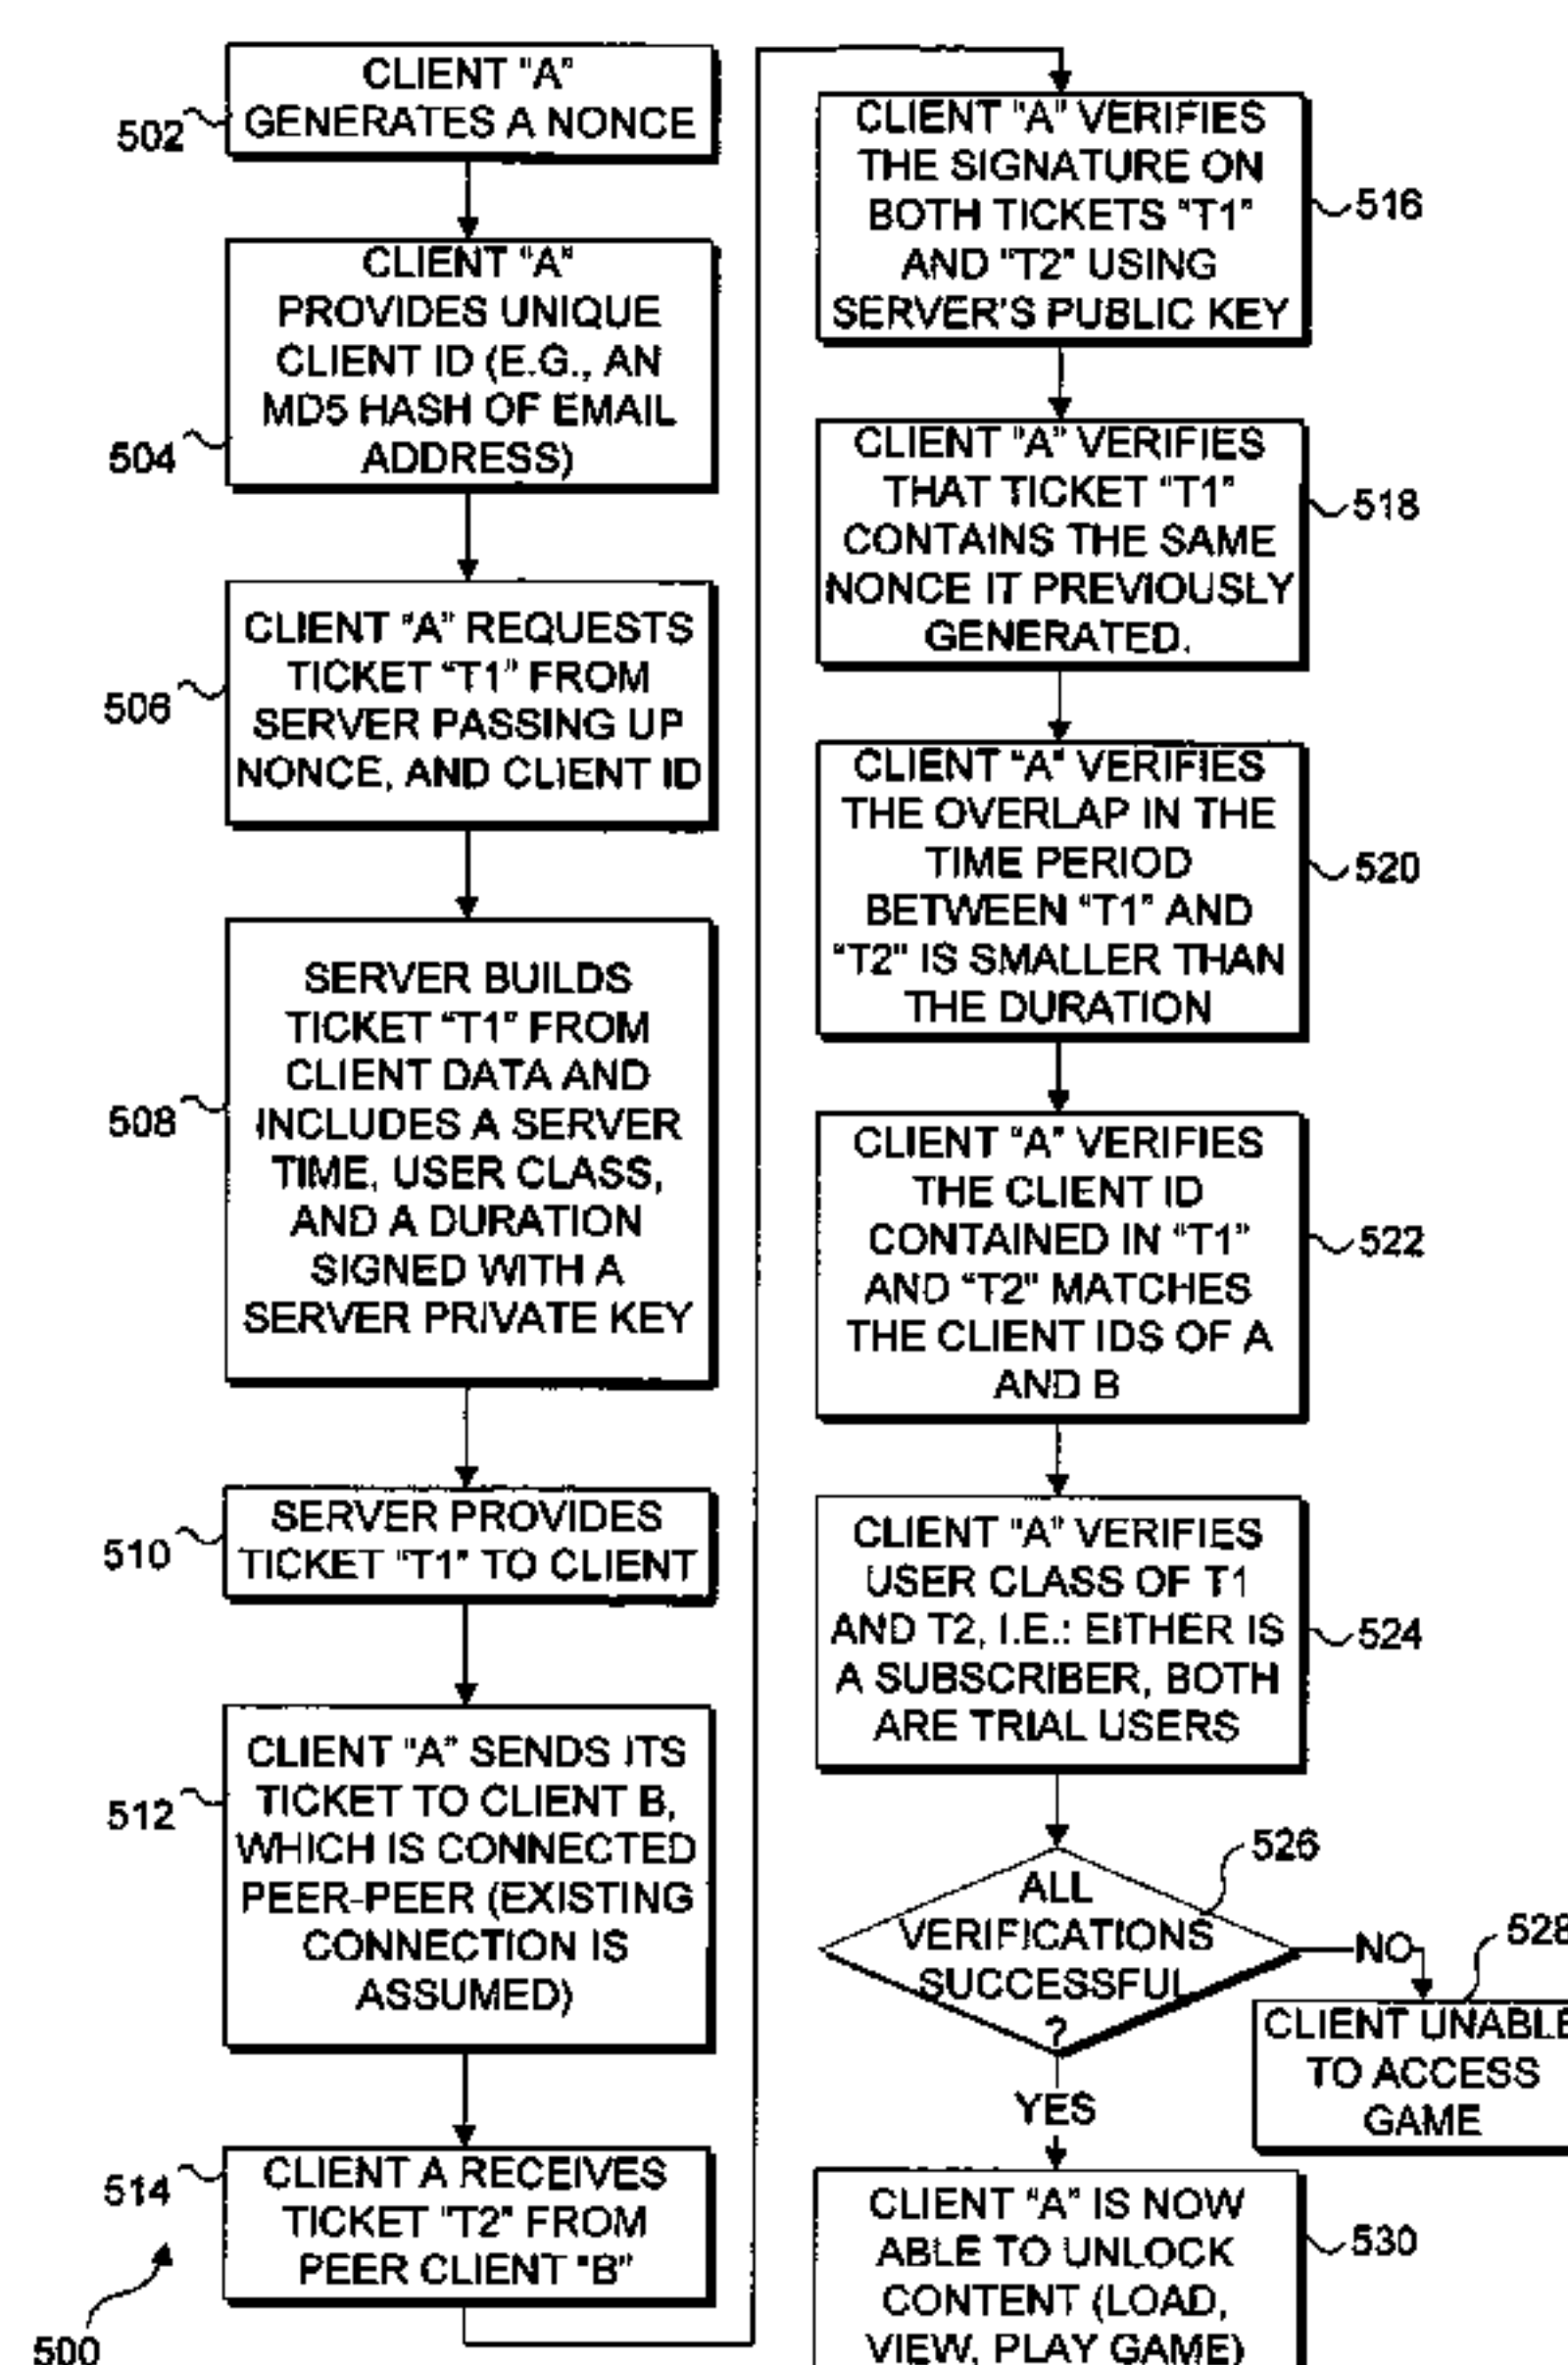 CLIENT "A"
GENERATES A NONCE
502
CLIENT "A"
PROVIDES UNIQUE
CLIENT ID (E.G., AN
MD5 HASH OF EMAIL
ADDRESS)
504
CLIENT "A" REQUESTS
TICKET "T1" FROM
SERVER PASSING UP
NONCE, AND CLIENT ID
506
SERVER BUILDS
TICKET "T1" FROM
CLIENT DATA AND
INCLUDES A SERVER
TIME, USER CLASS,
AND A DURATION
SIGNED WITH A
SERVER PRIVATE KEY
508
SERVER PROVIDES
TICKET "T1" TO CLIENT
510
CLIENT "A" SENDS ITS
TICKET TO CLIENT B,
WHICH IS CONNECTED
PEER-PEER (EXISTING
CONNECTION IS
ASSUMED)
512
CLIENT A RECEIVES
TICKET "T2" FROM
PEER CLIENT "B"
514
500
CLIENT "A" VERIFIES
THE SIGNATURE ON
BOTH TICKETS "T1"
AND "T2" USING
SERVER'S PUBLIC KEY
516
CLIENT "A" VERIFIES
THAT TICKET "T1"
CONTAINS THE SAME
NONCE IT PREVIOUSLY
GENERATED.
518
CLIENT "A" VERIFIES
THE OVERLAP IN THE
TIME PERIOD
BETWEEN "T1" AND
"T2" IS SMALLER THAN
THE DURATION
520
CLIENT "A" VERIFIES
THE CLIENT ID
CONTAINED IN "T1"
AND "T2" MATCHES
THE CLIENT IDS OF A
AND B
522
CLIENT "A" VERIFIES
USER CLASS OF T1
AND T2, I.E.: EITHER IS
A SUBSCRIBER, BOTH
ARE TRIAL USERS
524
ALL
VERIFICATIONS
SUCCESSFUL
?
526
NO
528
CLIENT UNABLE
TO ACCESS
GAME
YES
CLIENT "A" IS NOW
ABLE TO UNLOCK
CONTENT (LOAD,
VIEW, PLAY GAME)
530